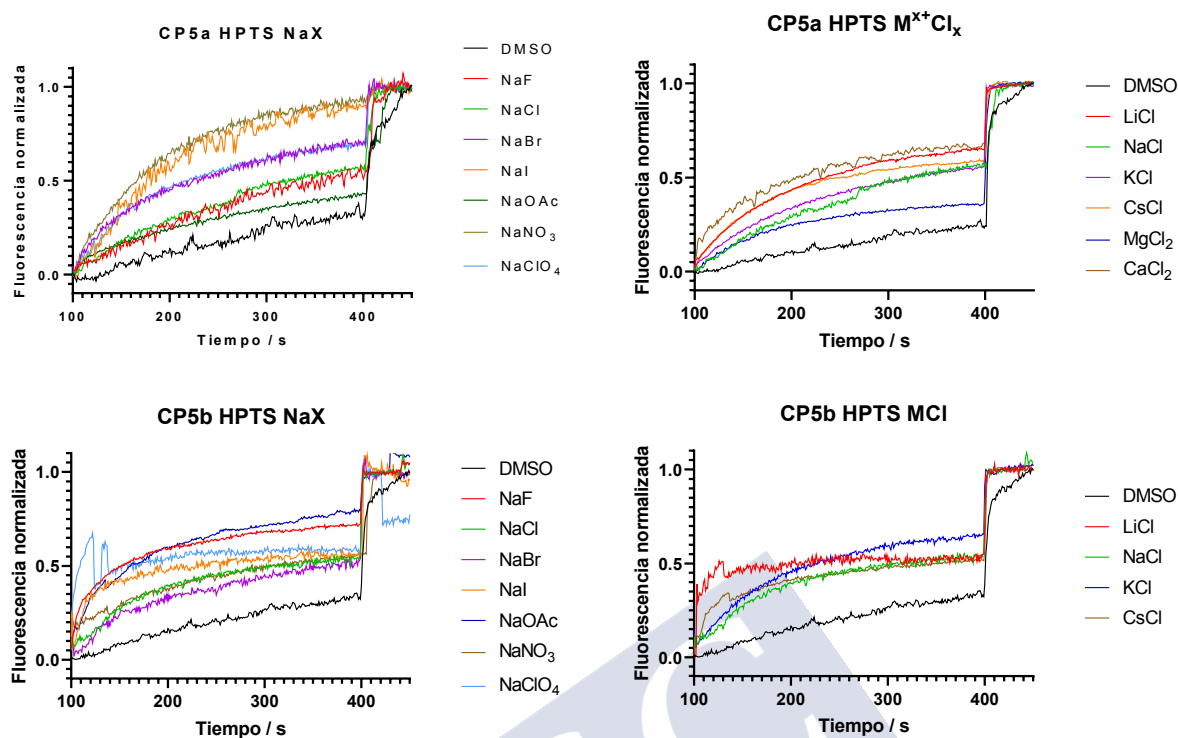 CP5a HPTS NaX
Fluorescencia normalizada
1.0
0.5
0.0
100
200
300
400
Tiempo / s
DMSO
NaF
NaCl
NaBr
NaI
NaOAc
NaNO₃
NaClO₄
CP5a HPTS Mˣ⁺Clₓ
Fluorescencia normalizada
1.0
0.5
0.0
100
200
300
400
Tiempo / s
DMSO
LiCl
NaCl
KCl
CsCl
MgCl₂
CaCl₂
CP5b HPTS NaX
Fluorescencia normalizada
1.0
0.5
0.0
100
200
300
400
Tiempo / s
DMSO
NaF
NaCl
NaBr
NaI
NaOAc
NaNO₃
NaClO₄
CP5b HPTS MCl
Fluorescencia normalizada
1.0
0.5
0.0
100
200
300
400
Tiempo / s
DMSO
LiCl
NaCl
KCl
CsCl